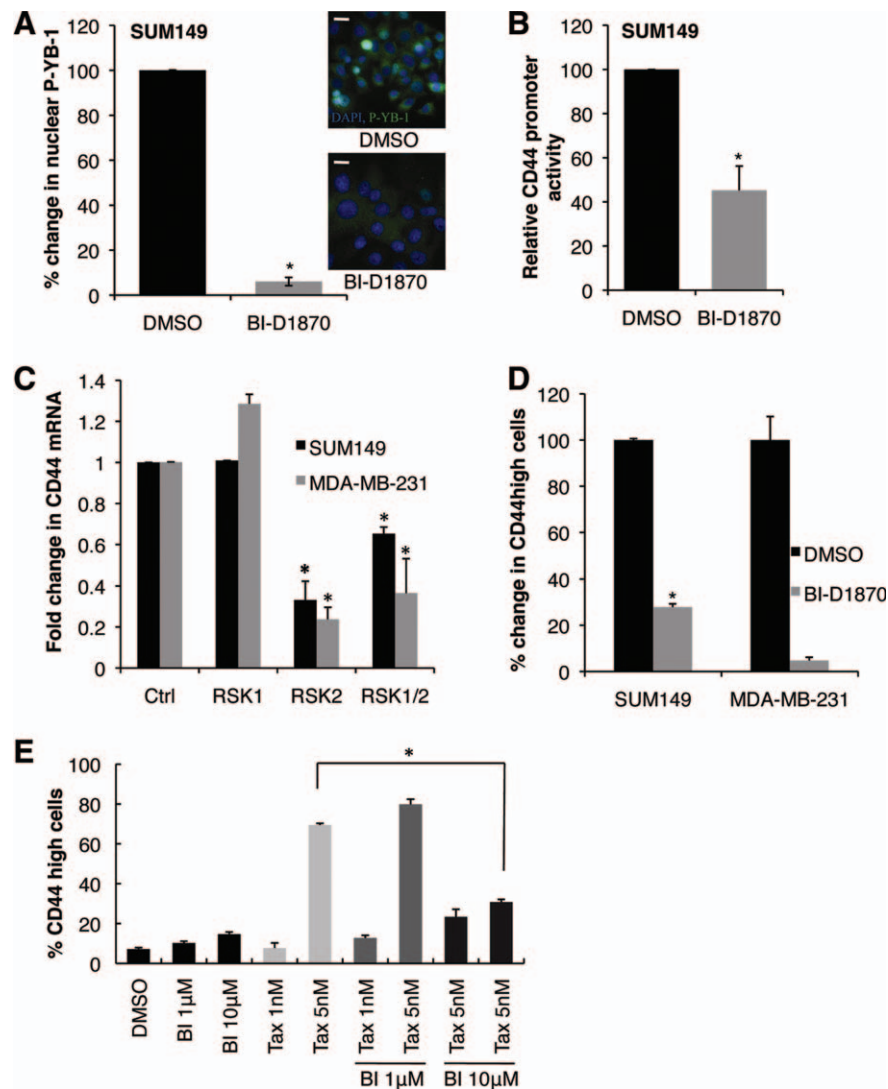 A
SUM149
% change in nuclear P-YB-1
120
100
80
60
40
20
0
DMSO
BI-D1870
*
DAPI, P-YB-1
DMSO
BI-D1870
B
SUM149
Relative CD44 promoter
activity
120
100
80
60
40
20
0
*
DMSO
BI-D1870
C
Fold change in CD44 mRNA
1.4
1.2
1
0.8
0.6
0.4
0.2
0
SUM149
MDA-MB-231
*
*
*
*
Ctrl
RSK1
RSK2
RSK1/2
D
% change in CD44high cells
120
100
80
60
40
20
0
DMSO
BI-D1870
*
SUM149
MDA-MB-231
E
% CD44 high cells
100
80
60
40
20
0
*
DMSO
BI 1µM
BI 10µM
Tax 1nM
Tax 5nM
Tax 1nM
Tax 5nM
Tax 5nM
Tax 5nM
BI 1µM
BI 10µM